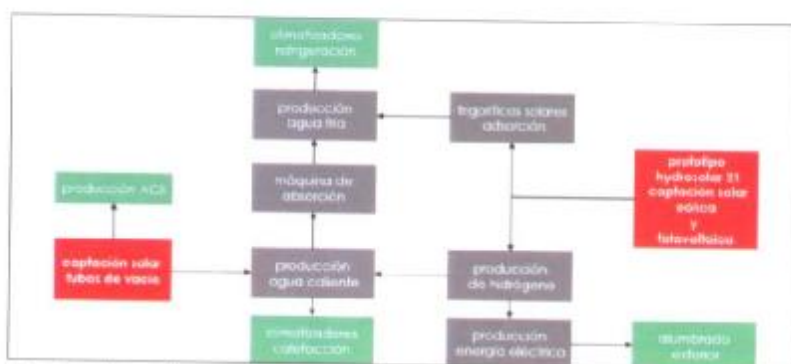 climatizadores
refrigeración
producción
agua fría
frigoríficos solares
adsorción
prototipo
hydrosolar 21
captación solar
eólica
y
fotovoltaica
producción ACS
máquina de
absorción
captación solar
tubos de vacío
producción
agua caliente
producción
de hidrógeno
climatizadores
calefacción
producción
energía eléctrica
alumbrado
exterior